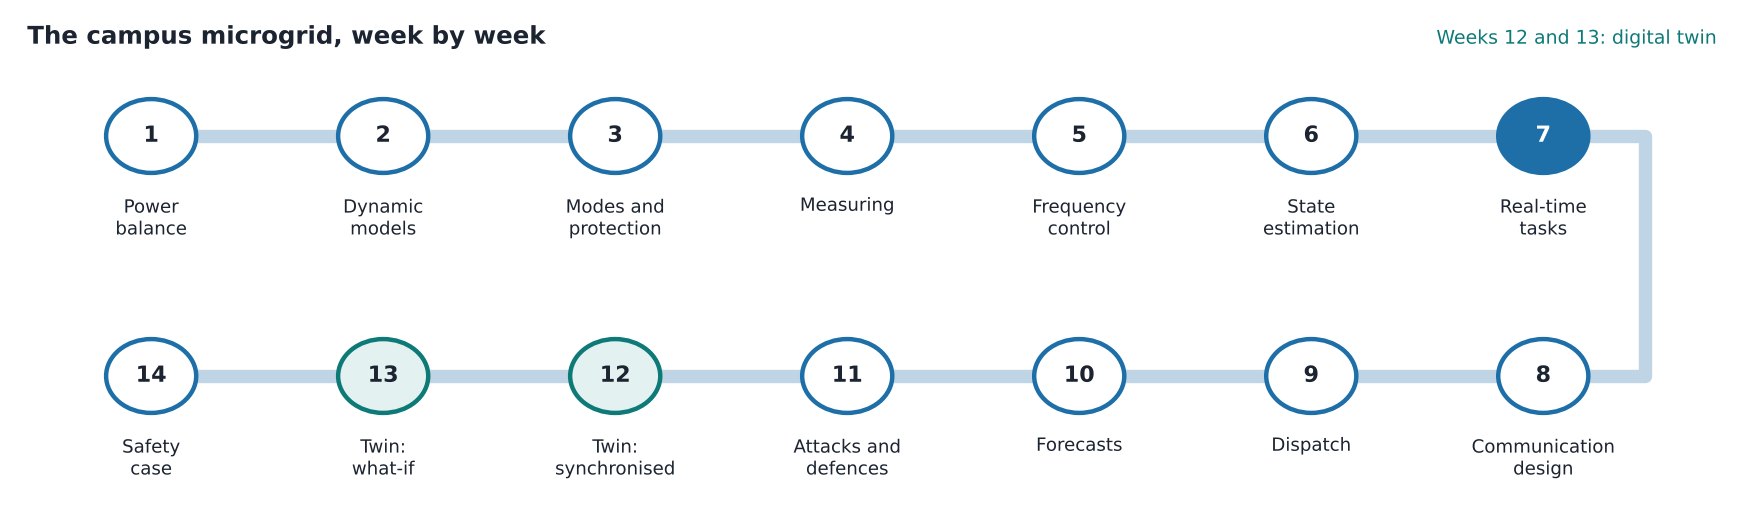 The campus microgrid, week by week
Weeks 12 and 13: digital twin
1
2
3
4
5
6
7
Power
balance
Dynamic
models
Modes and
protection
Measuring
Frequency
control
State
estimation
Real-time
tasks
14
13
12
11
10
9
8
Safety
case
Twin:
what-if
Twin:
synchronised
Attacks and
defences
Forecasts
Dispatch
Communication
design